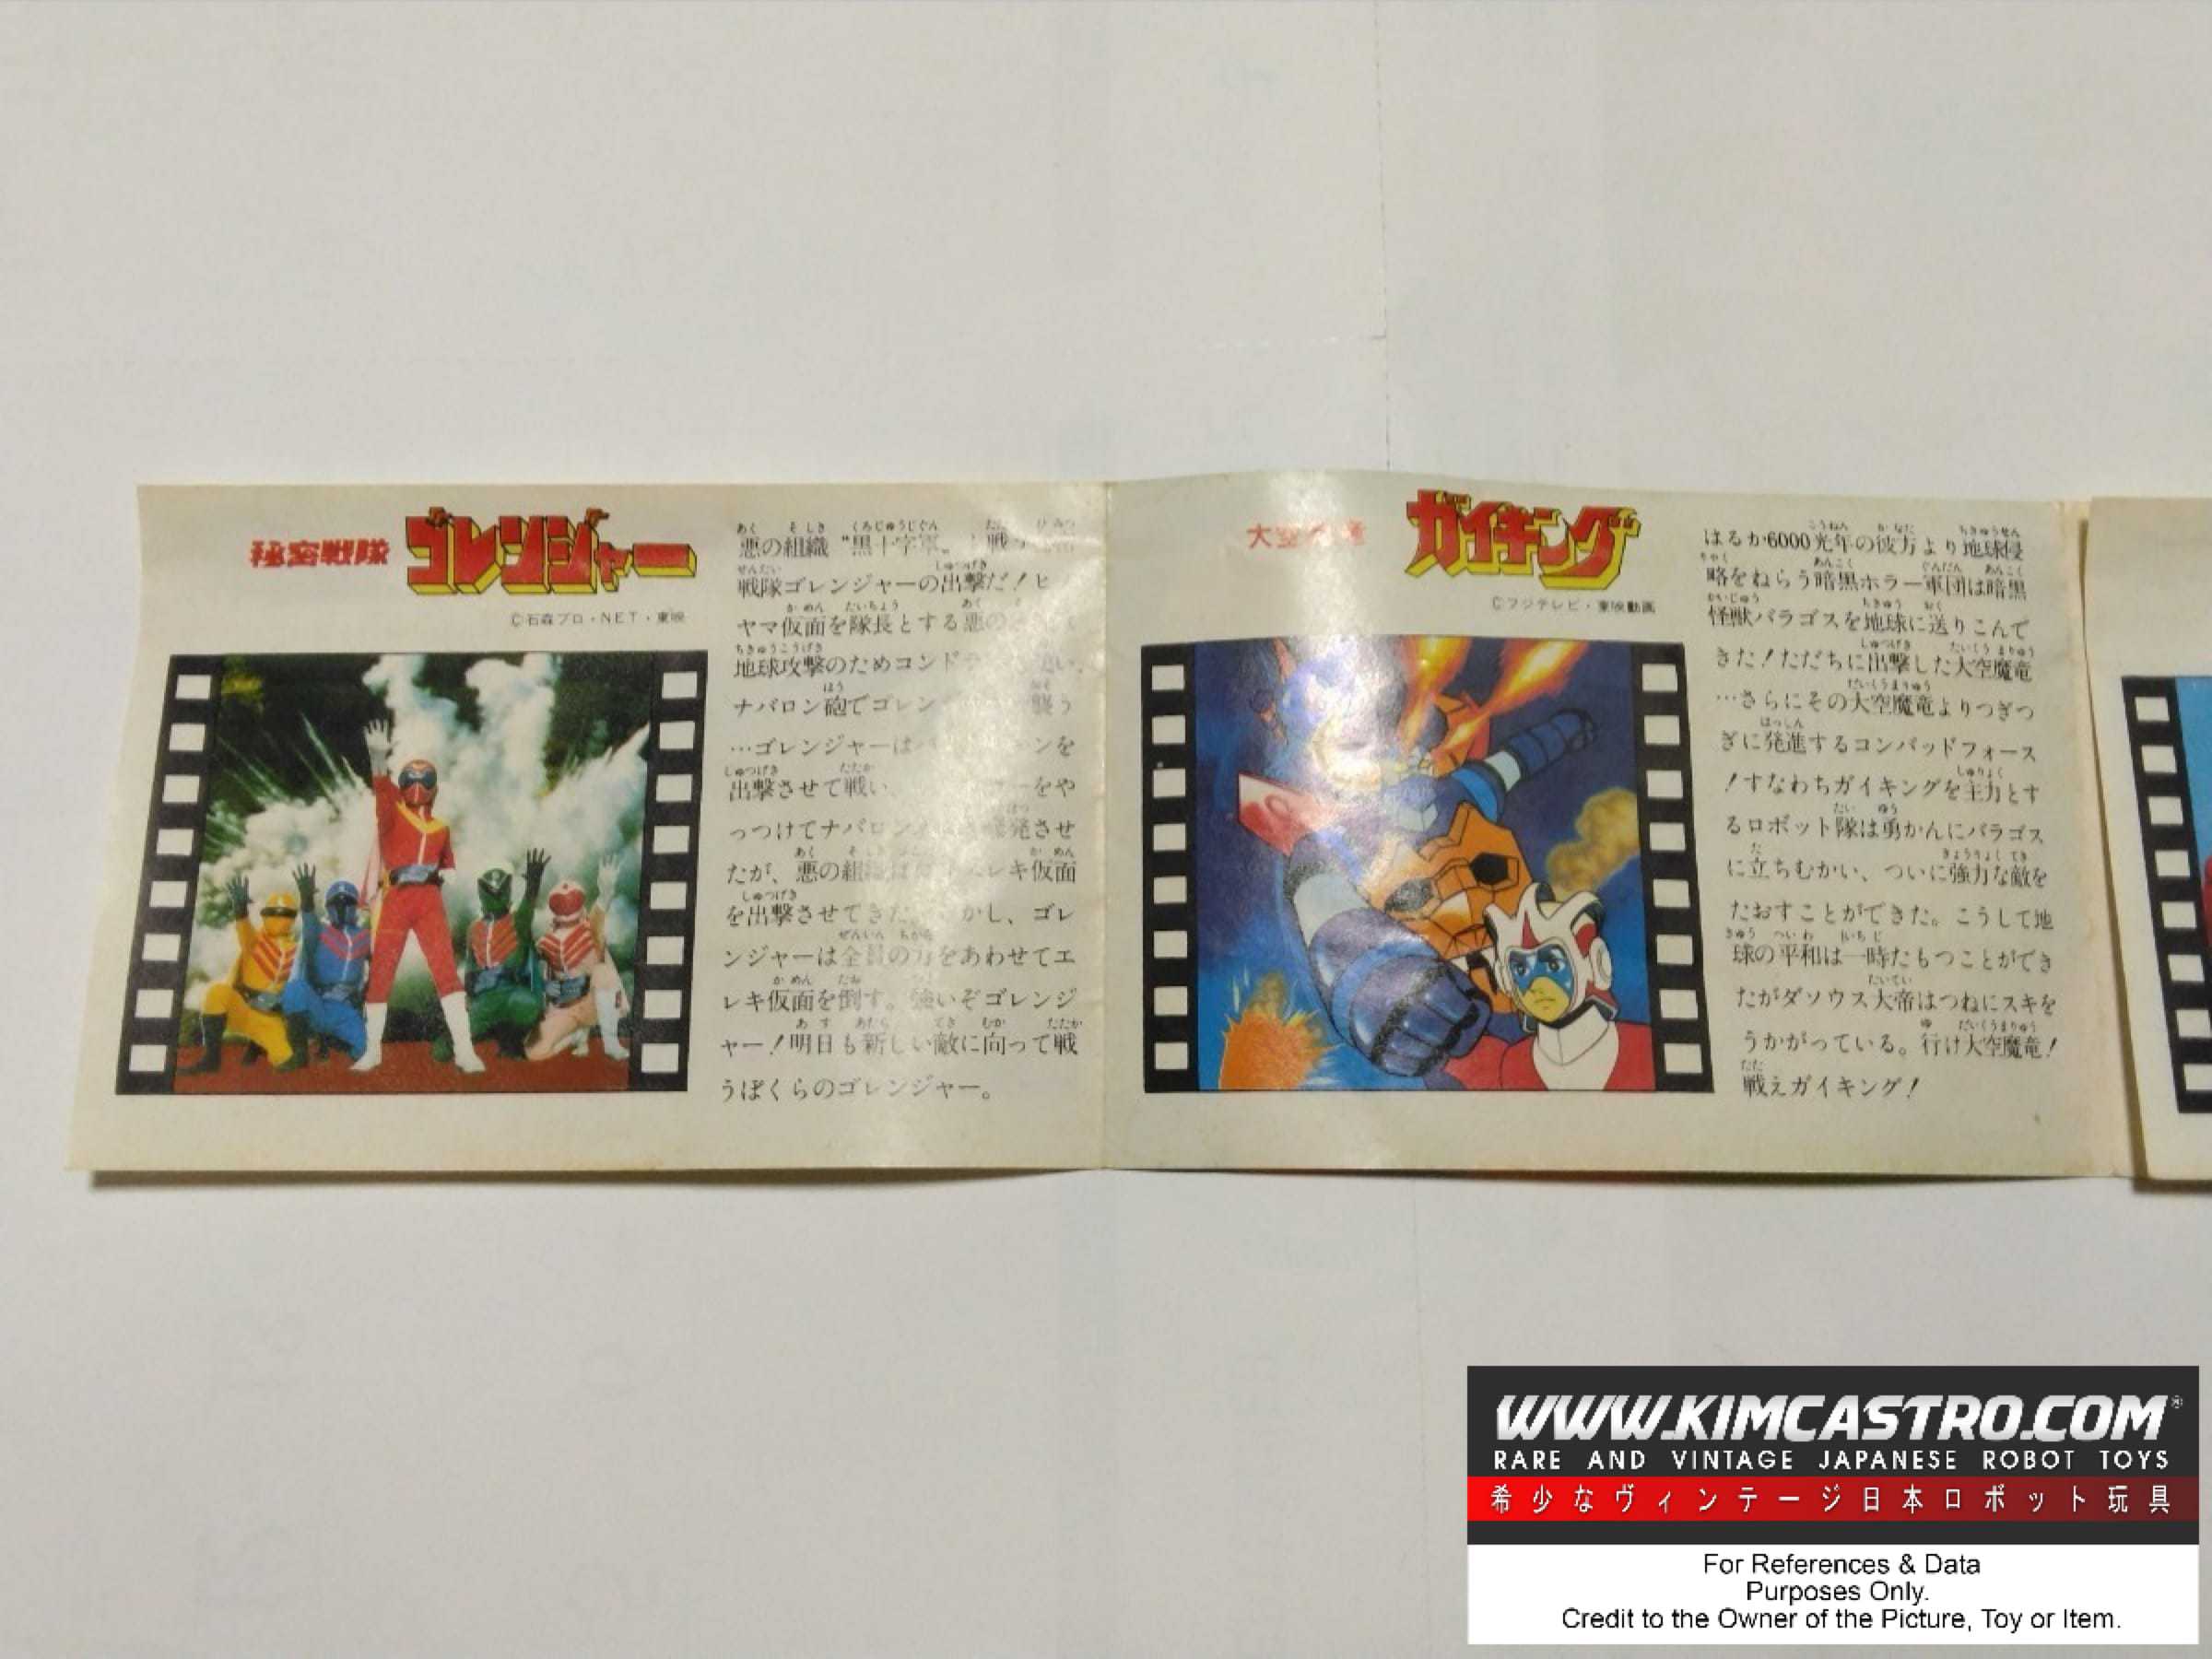 秘密戦隊
ゴレンジャー
©石森プロ・NET・東映
悪の組織“黒十字軍„ 戦
戦隊ゴレンジャーの出撃だ！ヒ
ヤマ仮面を隊長とする悪の
地球攻撃のためコンド
ナバロン砲でゴレン 襲う
…ゴレンジャーは ンを
出撃させて戦い、 をや
っつけてナバロン 発させ
たが、悪の組織は レキ仮面
を出撃させてきた。 かし、ゴレ
ンジャーは全員の力をあわせてエ
レキ仮面を倒す。強いぞゴレンジ
ャー！明日も新しい敵に向って戦
うぼくらのゴレンジャー。
大空 竜
ガイキング
©フジテレビ・東映動画
はるか6000光年の彼方より地球侵
略をねらう暗黒ホラー軍団は暗黒
怪獣バラゴスを地球に送りこんで
きた！ただちに出撃した大空魔竜
…さらにその大空魔竜よりつぎつ
ぎに発進するコンバッドフォース
！すなわちガイキングを主力とす
るロボット隊は勇かんにバラゴス
に立ちむかい、ついに強力な敵を
たおすことができた。こうして地
球の平和は一時たもつことができ
たがダソウス大帝はつねにスキを
うかがっている。行け大空魔竜！
戦えガイキング！
WWW.KIMCASTRO.COM®
RARE AND VINTAGE JAPANESE ROBOT TOYS
希少なヴィンテージ日本ロボット玩具
For References & Data
Purposes Only.
Credit to the Owner of the Picture, Toy or Item.